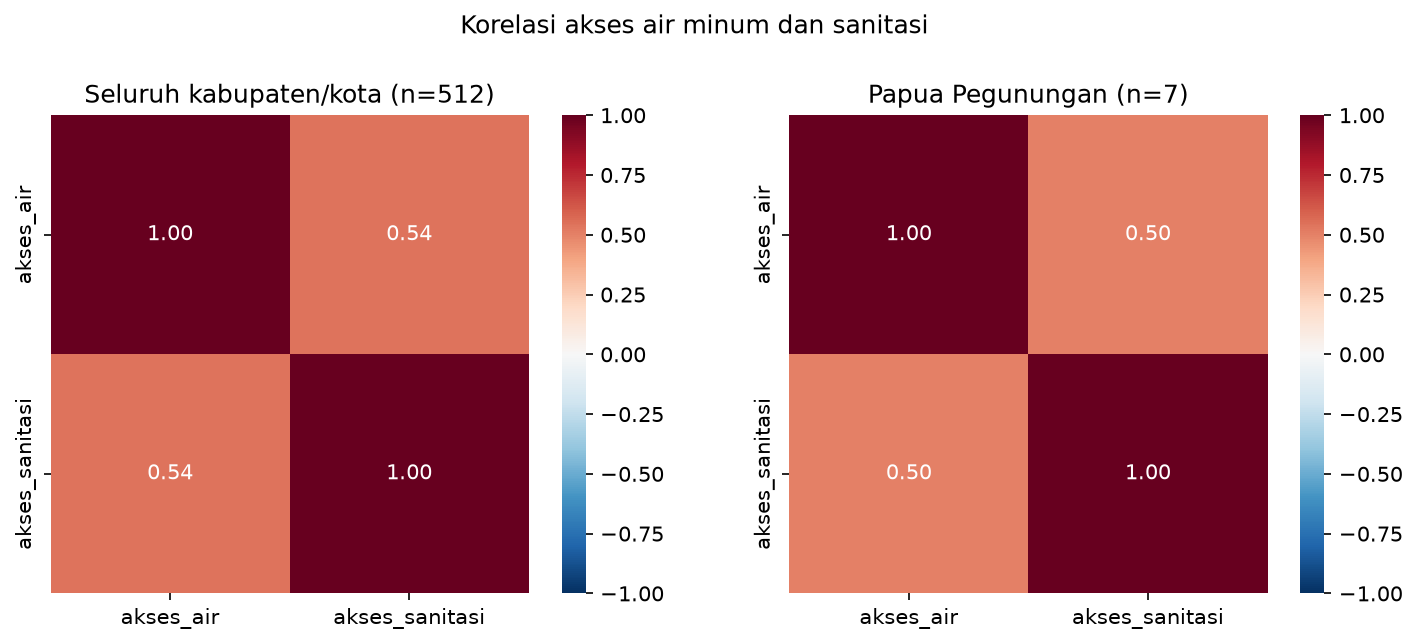 Korelasi akses air minum dan sanitasi
Seluruh kabupaten/kota (n=512)
akses_air
akses_sanitasi
1.00
0.54
0.54
1.00
akses_air
akses_sanitasi
1.00
0.75
0.50
0.25
0.00
−0.25
−0.50
−0.75
−1.00
Papua Pegunungan (n=7)
akses_air
akses_sanitasi
1.00
0.50
0.50
1.00
akses_air
akses_sanitasi
1.00
0.75
0.50
0.25
0.00
−0.25
−0.50
−0.75
−1.00